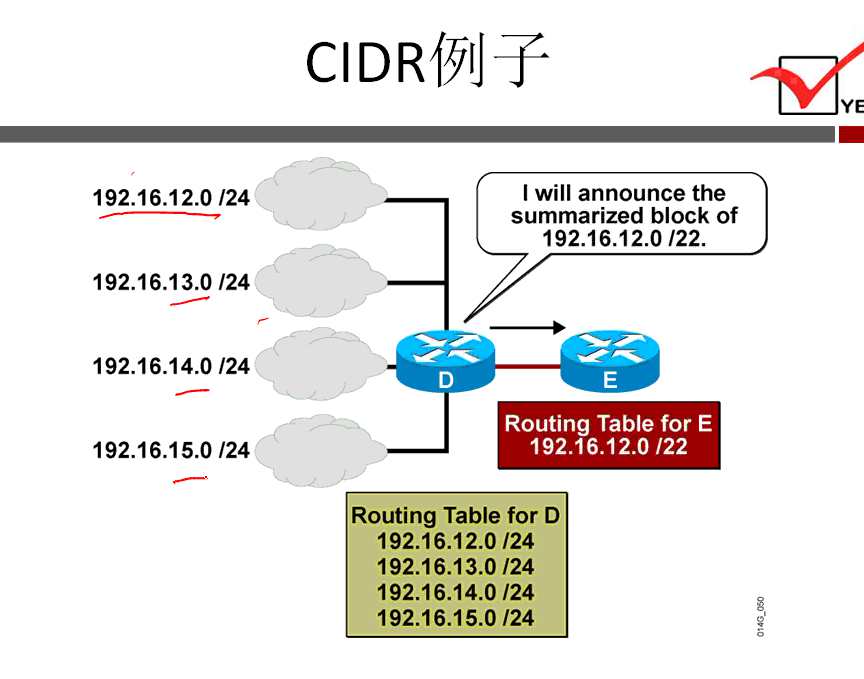 CIDR例子
YE
192.16.12.0 /24
I will announce the
summarized block of
192.16.12.0 /22.
192.16.13.0 /24
192.16.14.0 /24
D
E
Routing Table for E
192.16.12.0 /22
192.16.15.0 /24
Routing Table for D
192.16.12.0 /24
192.16.13.0 /24
192.16.14.0 /24
192.16.15.0 /24
014G_050